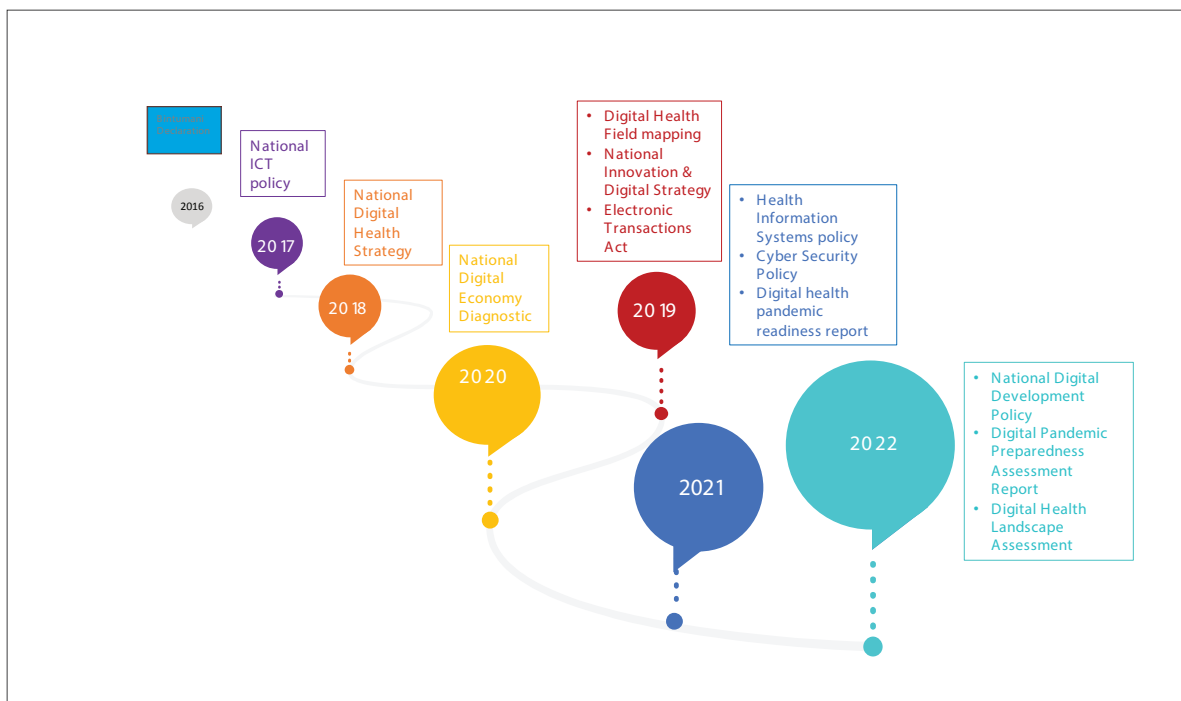 2016
National
ICT
policy
2017
National
Digital
Health
Strategy
2018
• Digital Health
Field mapping
• National
Innovation &
Digital Strategy
• Electronic
Transactions
Act
2019
National
Digital
Economy
Diagnostic
2020
• Health
Information
Systems policy
• Cyber Security
Policy
• Digital health
pandemic
readiness report
2021
• National Digital
Development
Policy
• Digital Pandemic
Preparedness
Assessment
Report
• Digital Health
Landscape
Assessment
2022